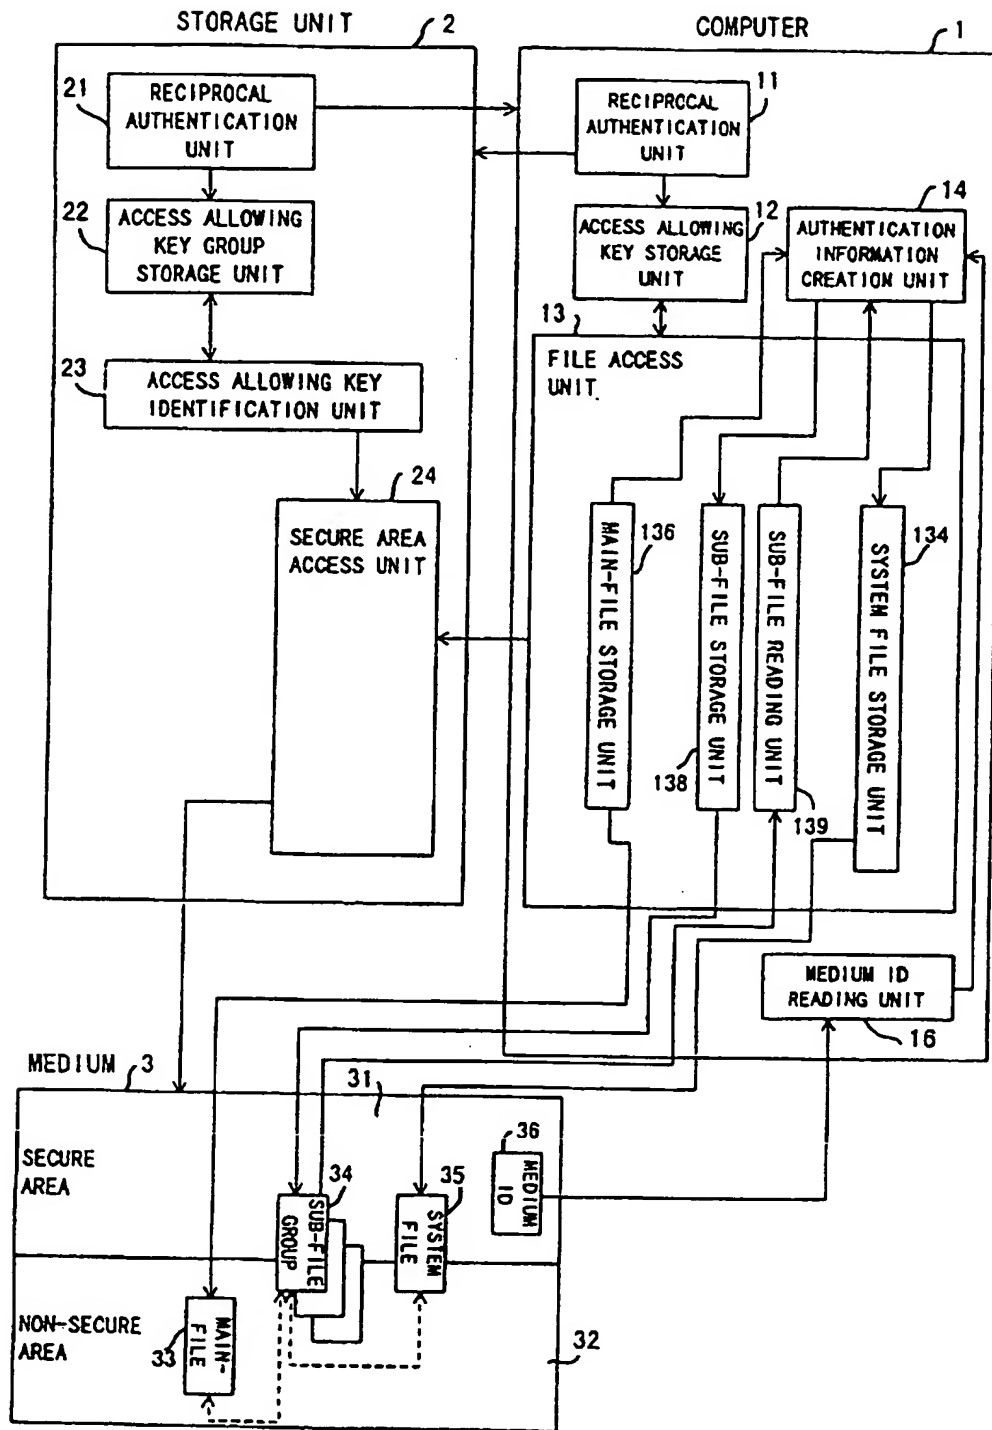 STORAGE UNIT
2
21
RECIPROCAL
AUTHENTICATION
UNIT
22
ACCESS ALLOWING
KEY GROUP
STORAGE UNIT
23
ACCESS ALLOWING KEY
IDENTIFICATION UNIT
24
SECURE AREA
ACCESS UNIT
COMPUTER
1
11
RECIPROCAL
AUTHENTICATION
UNIT
12
ACCESS ALLOWING
KEY STORAGE
UNIT
14
AUTHENTICATION
INFORMATION
CREATION UNIT
13
FILE ACCESS
UNIT
136
MAIN-FILE STORAGE UNIT
138
SUB-FILE STORAGE UNIT
139
SUB-FILE READING UNIT
134
SYSTEM FILE STORAGE UNIT
MEDIUM ID
READING UNIT
16
MEDIUM
3
31
SECURE
AREA
34
SUB-FILE
GROUP
35
SYSTEM
FILE
36
MEDIUM
ID
NON-SECURE
AREA
33
MAIN-
FILE
32